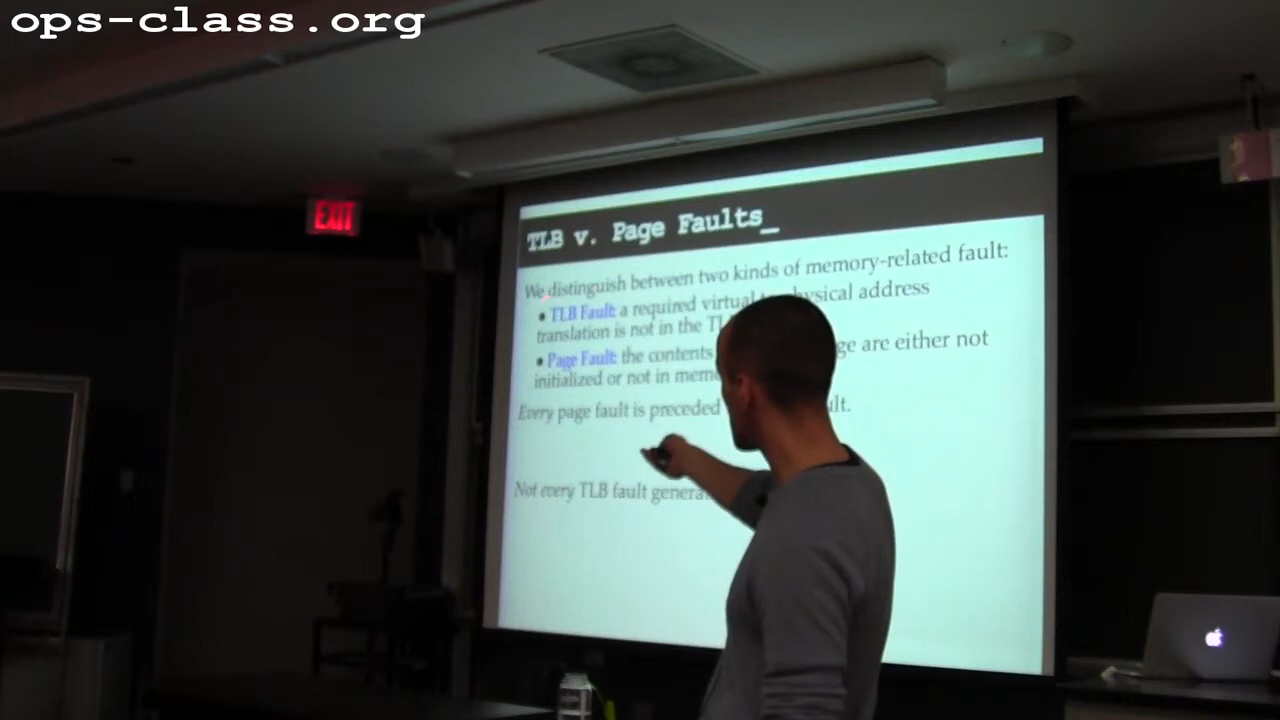 ops-class.org
EXIT
TLB v. Page Faults_
We distinguish between two kinds of memory-related fault:
• TLB Fault: a required virtual physical address
translation is not in the
• Page Fault: the contents are either not
initialized or not in
Every page fault is preceded
Not every TLB fault